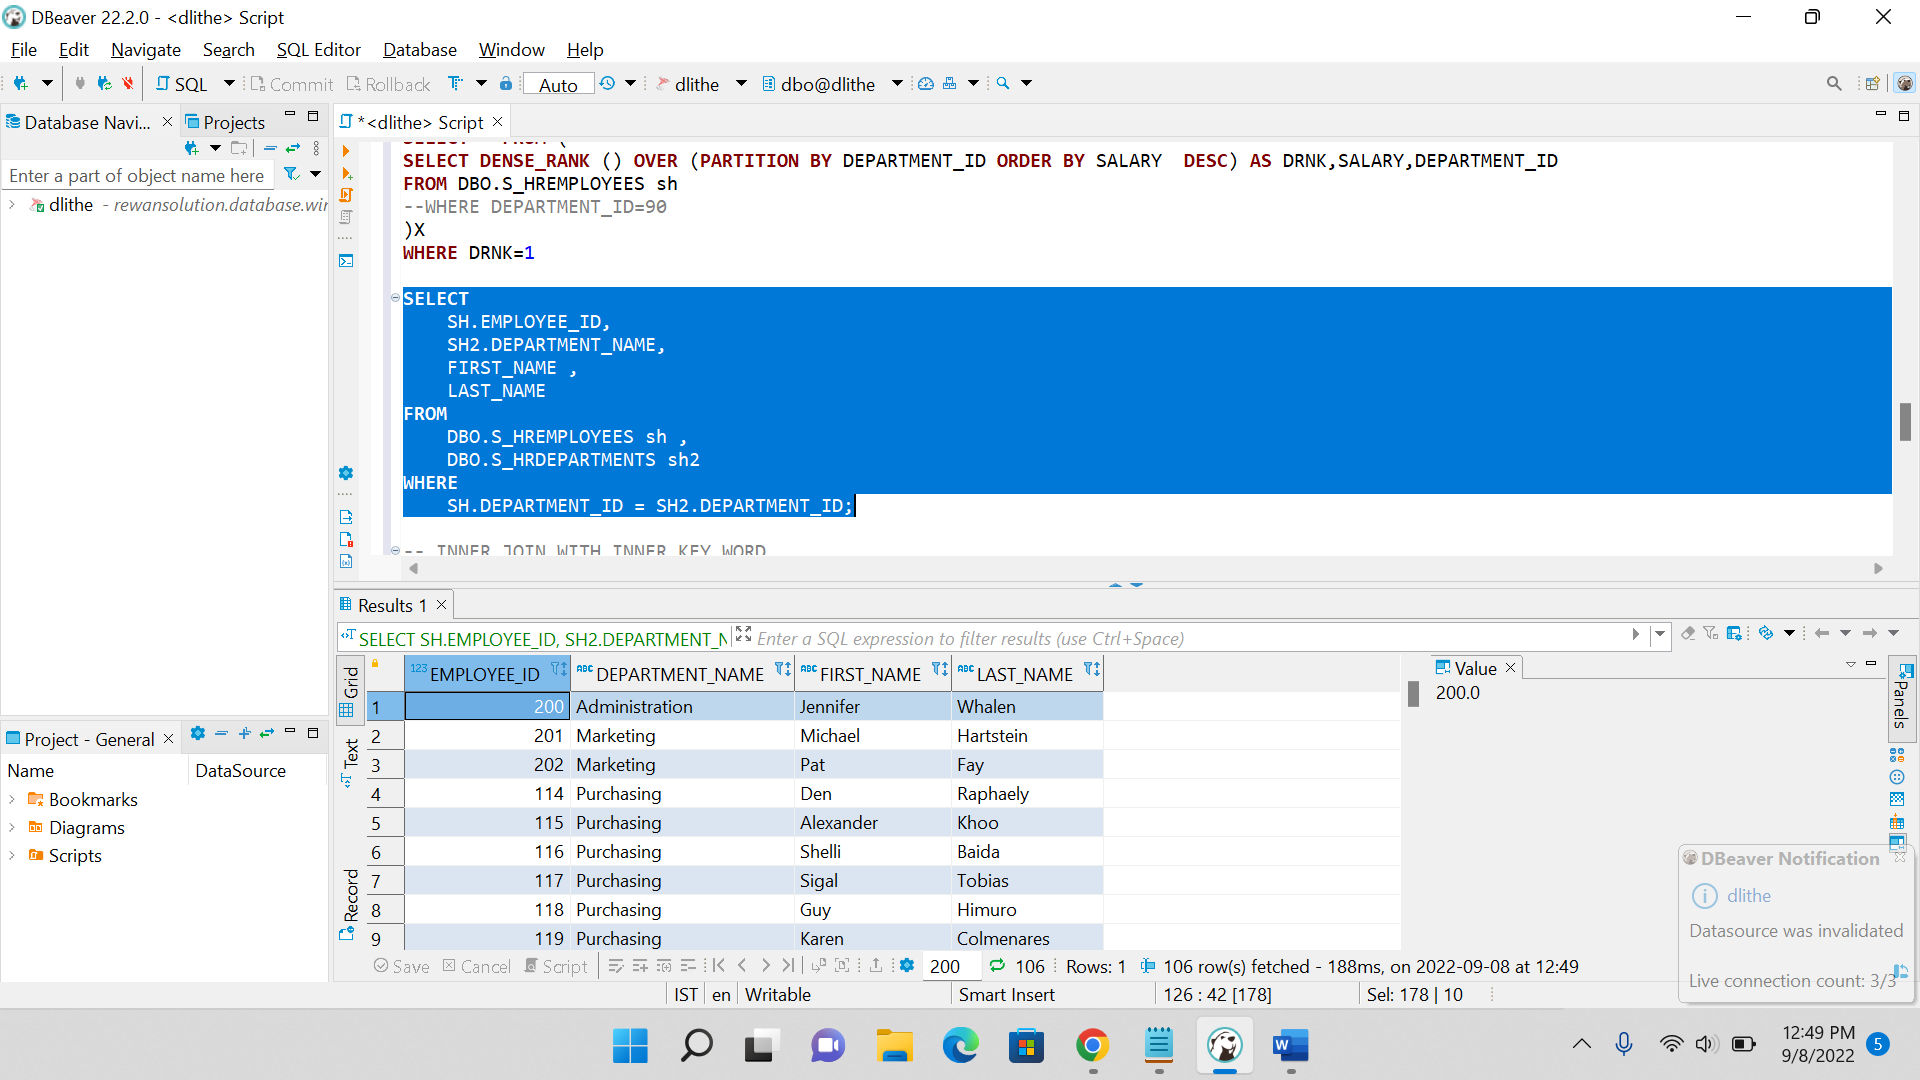 DBeaver 22.2.0 - <dlithe> Script
File Edit Navigate Search SQL Editor Database Window Help
SQL Commit Rollback Auto dlithe dbo@dlithe
Database Navi... Projects
*<dlithe> Script
Enter a part of object name here
dlithe - rewansolution.database.wir
SELECT DENSE_RANK () OVER (PARTITION BY DEPARTMENT_ID ORDER BY SALARY  DESC) AS DRNK,SALARY,DEPARTMENT_ID
FROM DBO.S_HREMPLOYEES sh
--WHERE DEPARTMENT_ID=90
)X
WHERE DRNK=1
SELECT
SH.EMPLOYEE_ID,
SH2.DEPARTMENT_NAME,
FIRST_NAME ,
LAST_NAME
FROM
DBO.S_HREMPLOYEES sh ,
DBO.S_HRDEPARTMENTS sh2
WHERE
SH.DEPARTMENT_ID = SH2.DEPARTMENT_ID;
-- INNER JOIN WITH INNER KEY WORD
Results 1
SELECT SH.EMPLOYEE_ID, SH2.DEPARTMENT_N Enter a SQL expression to filter results (use Ctrl+Space)
Grid
Text
Record
123 EMPLOYEE_ID ABC DEPARTMENT_NAME ABC FIRST_NAME ABC LAST_NAME
1 200 Administration Jennifer Whalen
2 201 Marketing Michael Hartstein
3 202 Marketing Pat Fay
4 114 Purchasing Den Raphaely
5 115 Purchasing Alexander Khoo
6 116 Purchasing Shelli Baida
7 117 Purchasing Sigal Tobias
8 118 Purchasing Guy Himuro
9 119 Purchasing Karen Colmenares
Value
200.0
Panels
Project - General
Name DataSource
Bookmarks
Diagrams
Scripts
DBeaver Notification
dlithe
Datasource was invalidated
Live connection count: 3/3
Save Cancel Script 200 106 Rows: 1 106 row(s) fetched - 188ms, on 2022-09-08 at 12:49
IST en Writable Smart Insert 126 : 42 [178] Sel: 178 | 10
12:49 PM
9/8/2022
5